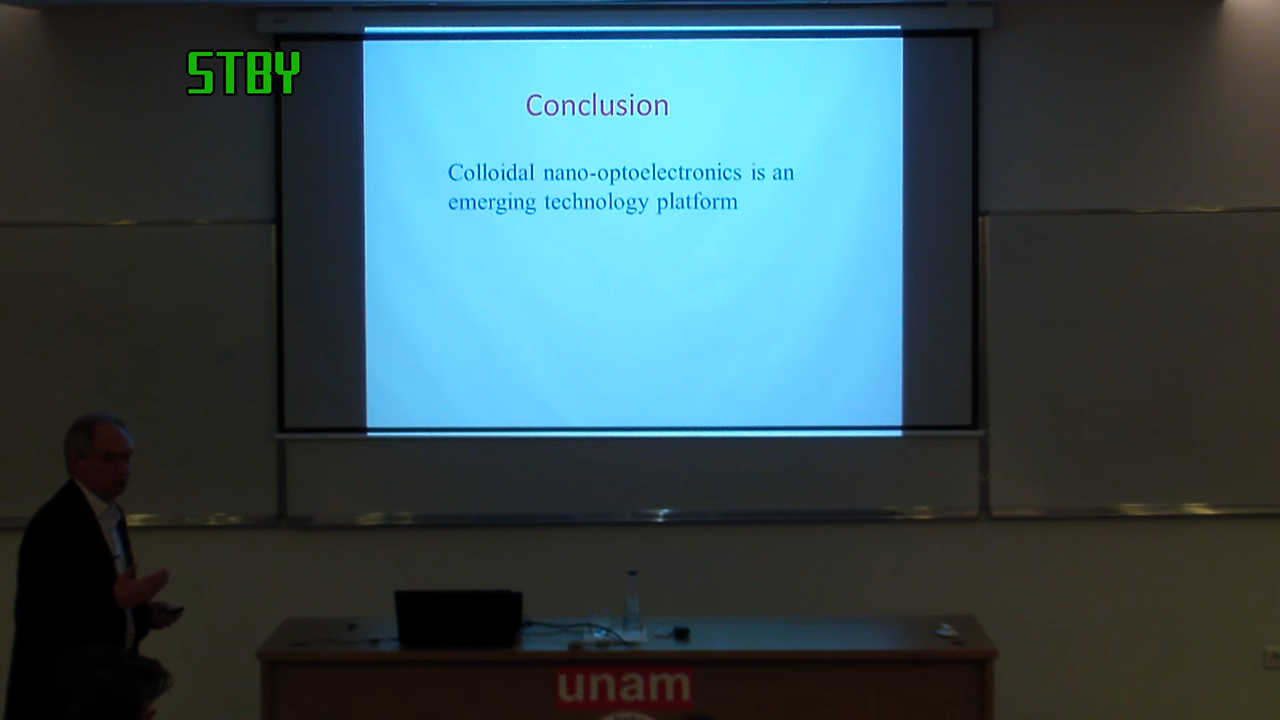 STBY
Conclusion
Colloidal nano-optoelectronics is an
emerging technology platform
unam